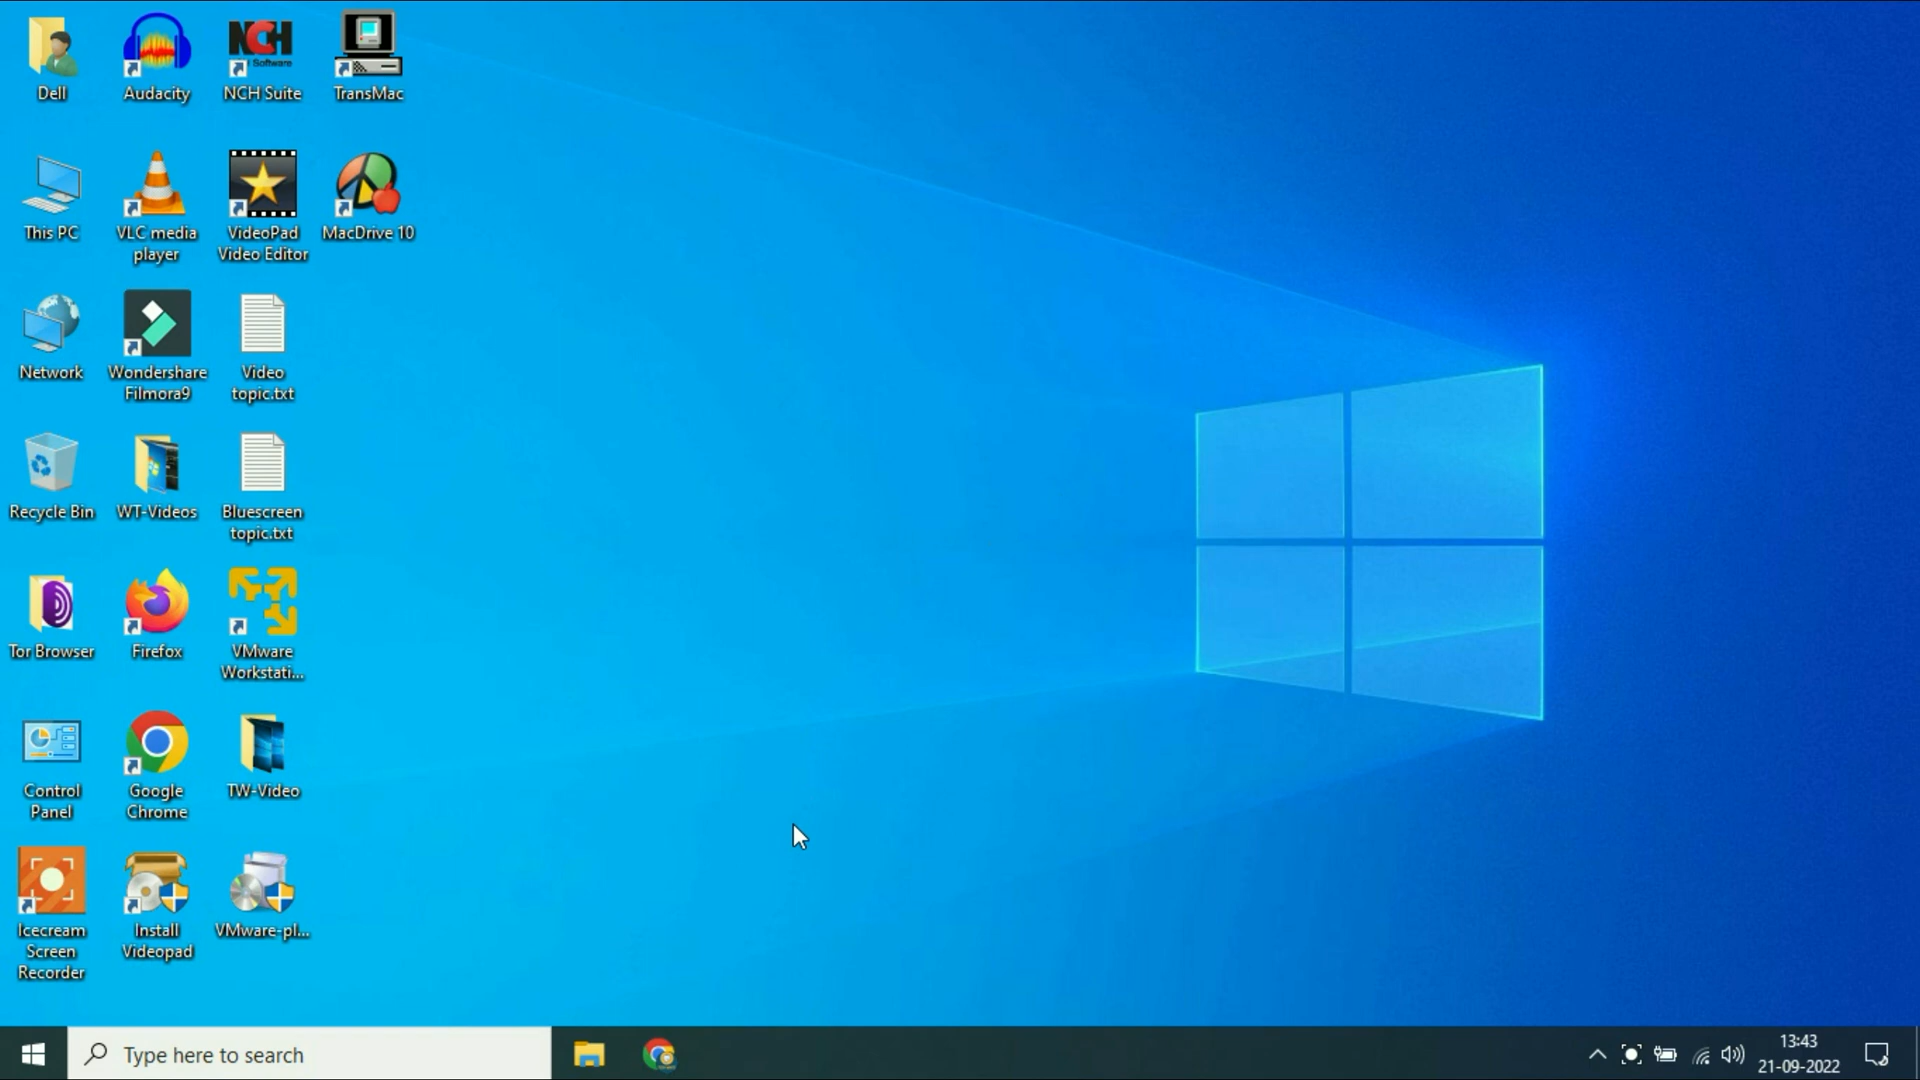 Dell
Audacity
NCH
Software
NCH Suite
TransMac
This PC
VLC media
player
VideoPad
Video Editor
MacDrive 10
Network
Wondershare
Filmora9
Video
topic.txt
Recycle Bin
WT-Videos
Bluescreen
topic.txt
Tor Browser
Firefox
VMware
Workstati...
Control
Panel
Google
Chrome
TW-Video
Icecream
Screen
Recorder
Install
Videopad
VMware-pl...
Type here to search
13:43
21-09-2022